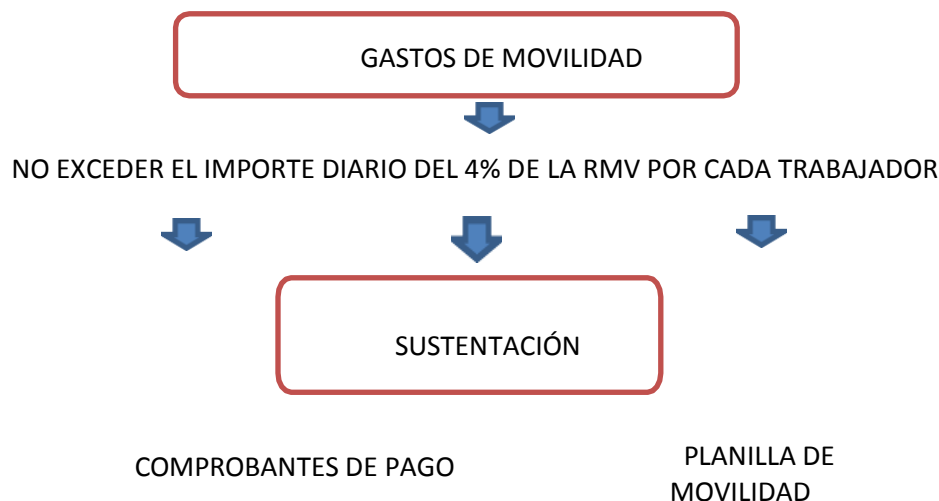 GASTOS DE MOVILIDAD
NO EXCEDER EL IMPORTE DIARIO DEL 4% DE LA RMV POR CADA TRABAJADOR
SUSTENTACIÓN
COMPROBANTES DE PAGO
PLANILLA DE
MOVILIDAD